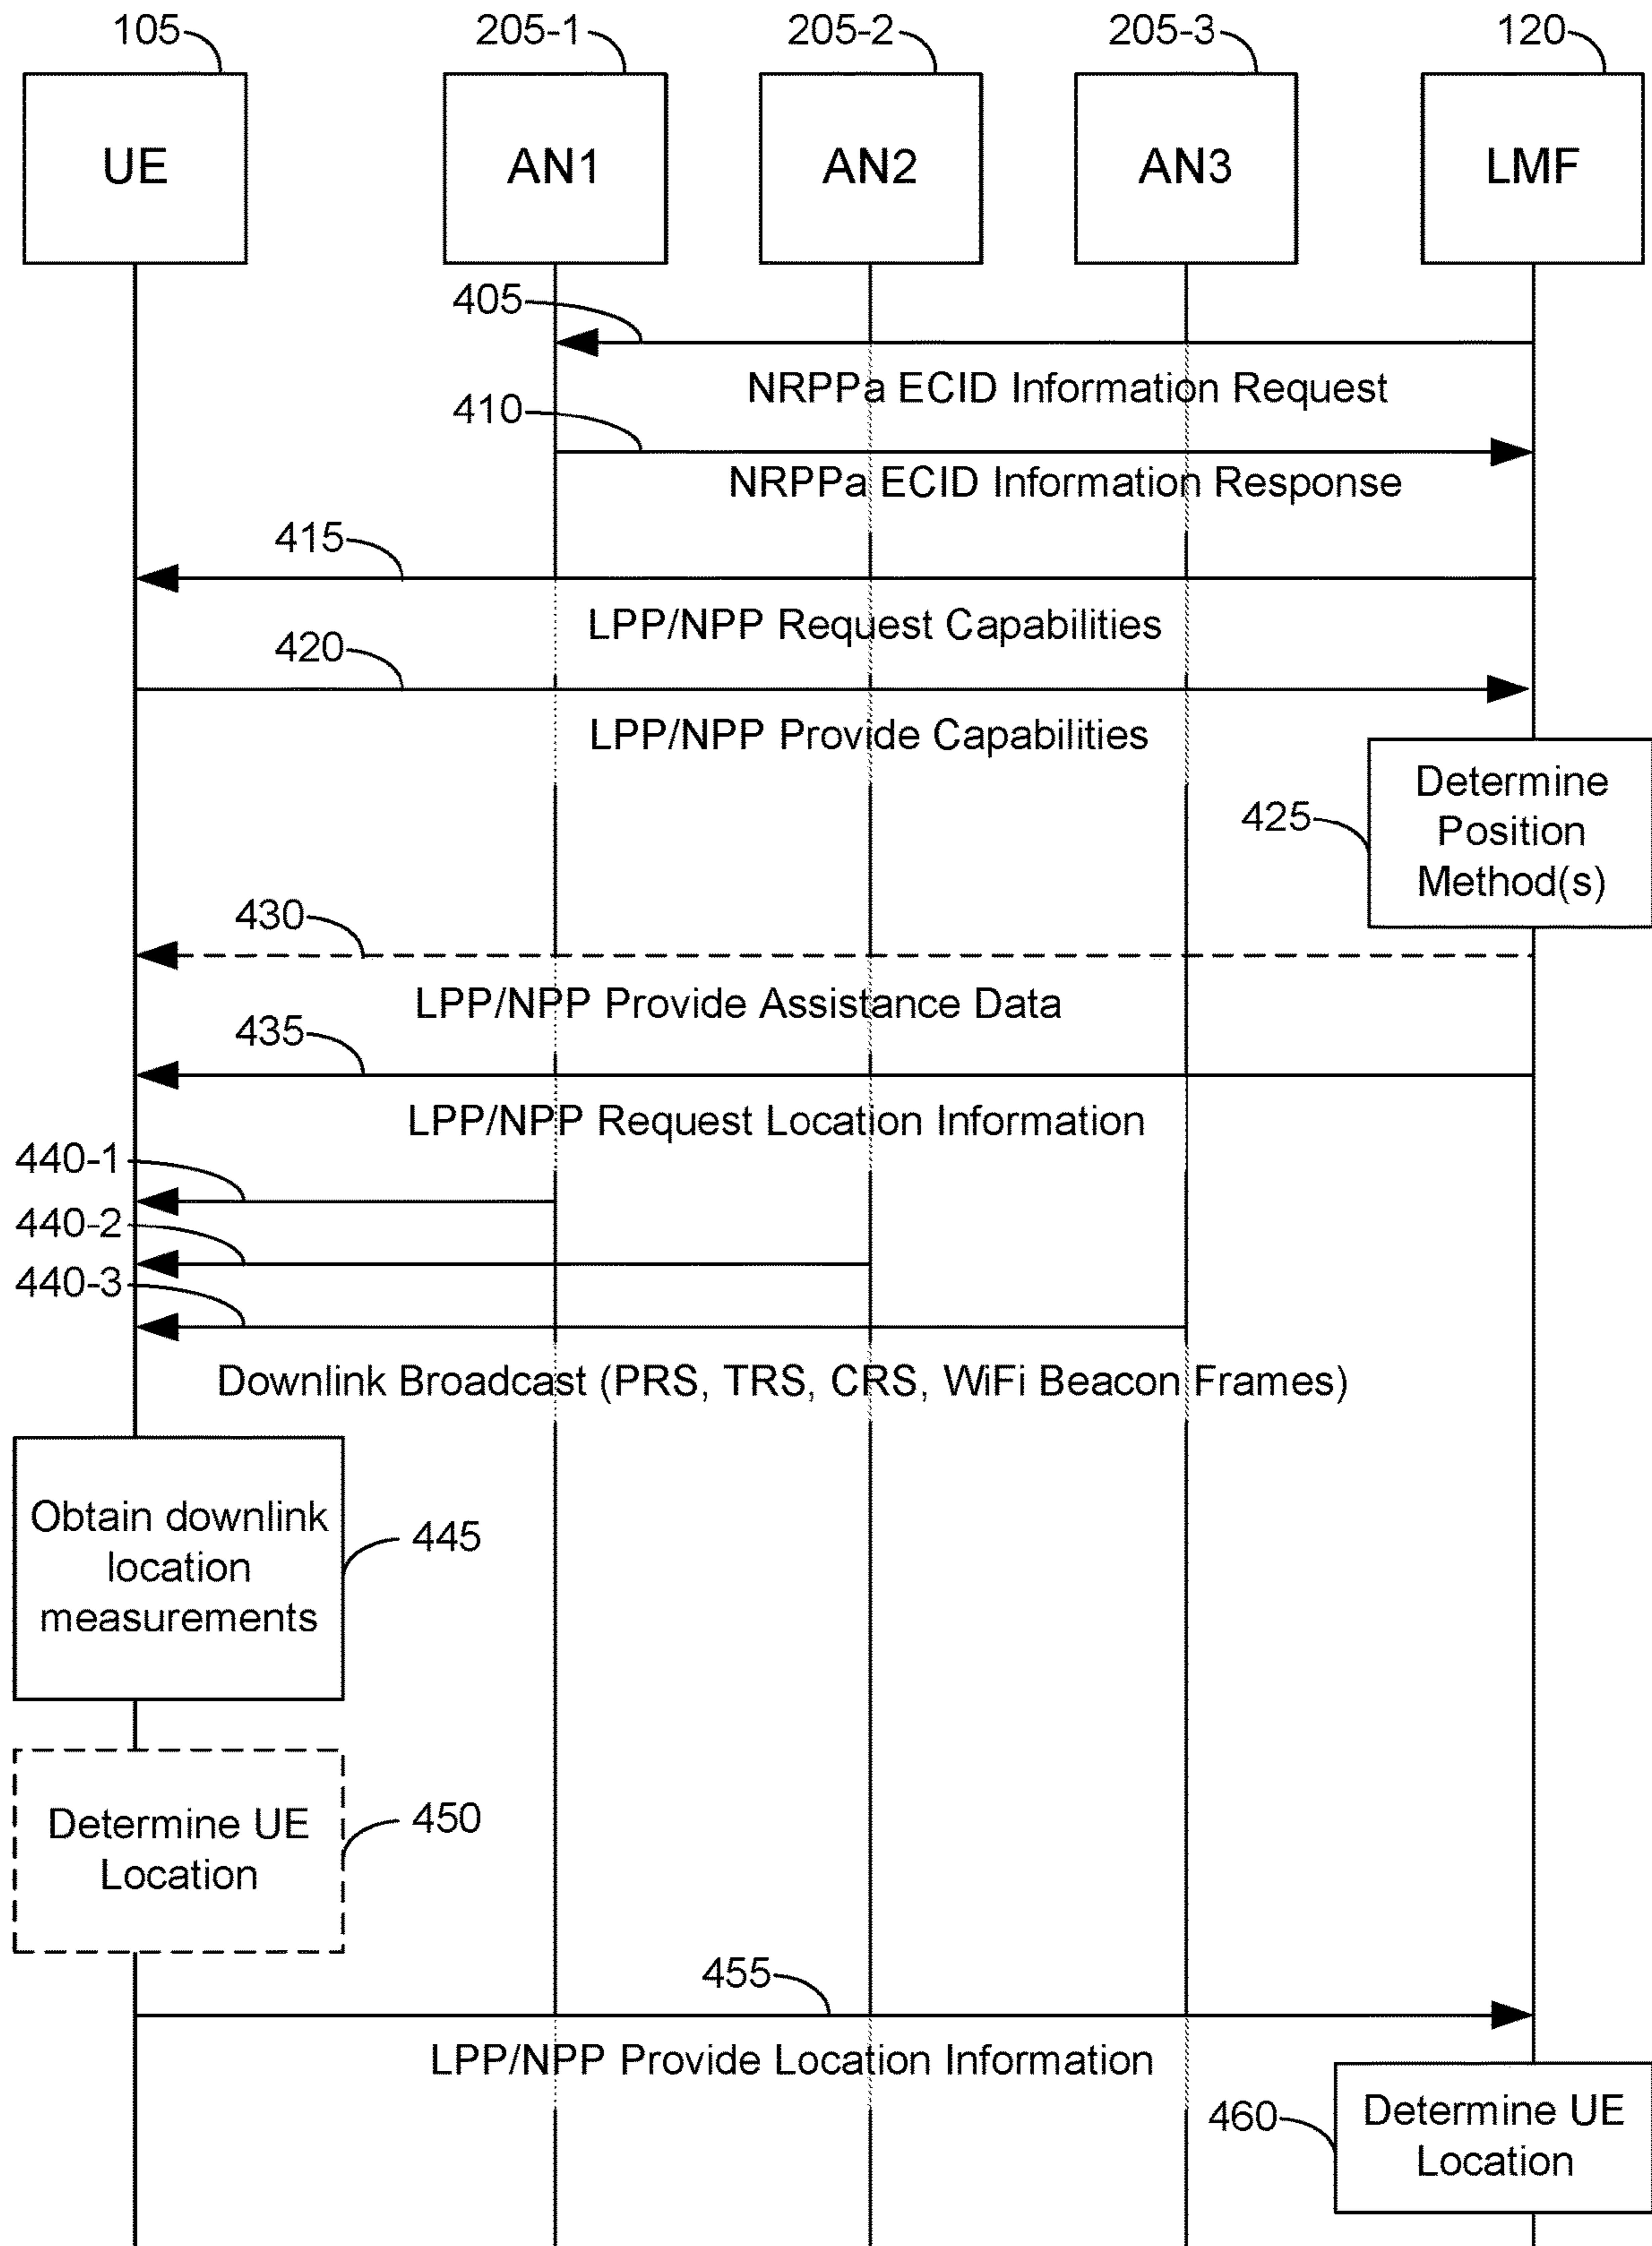 105 205-1 205-2 205-3 120
UE AN1 AN2 AN3 LMF
405
NRPPa ECID Information Request
410
NRPPa ECID Information Response
415
LPP/NPP Request Capabilities
420
LPP/NPP Provide Capabilities
Determine
425
Position
Method(s)
430
LPP/NPP Provide Assistance Data
435
LPP/NPP Request Location Information
440-1
440-2
440-3
Downlink Broadcast (PRS, TRS, CRS, WiFi Beacon Frames)
Obtain downlink
445
location
measurements
Determine UE
450
Location
455
LPP/NPP Provide Location Information
460
Determine UE
Location